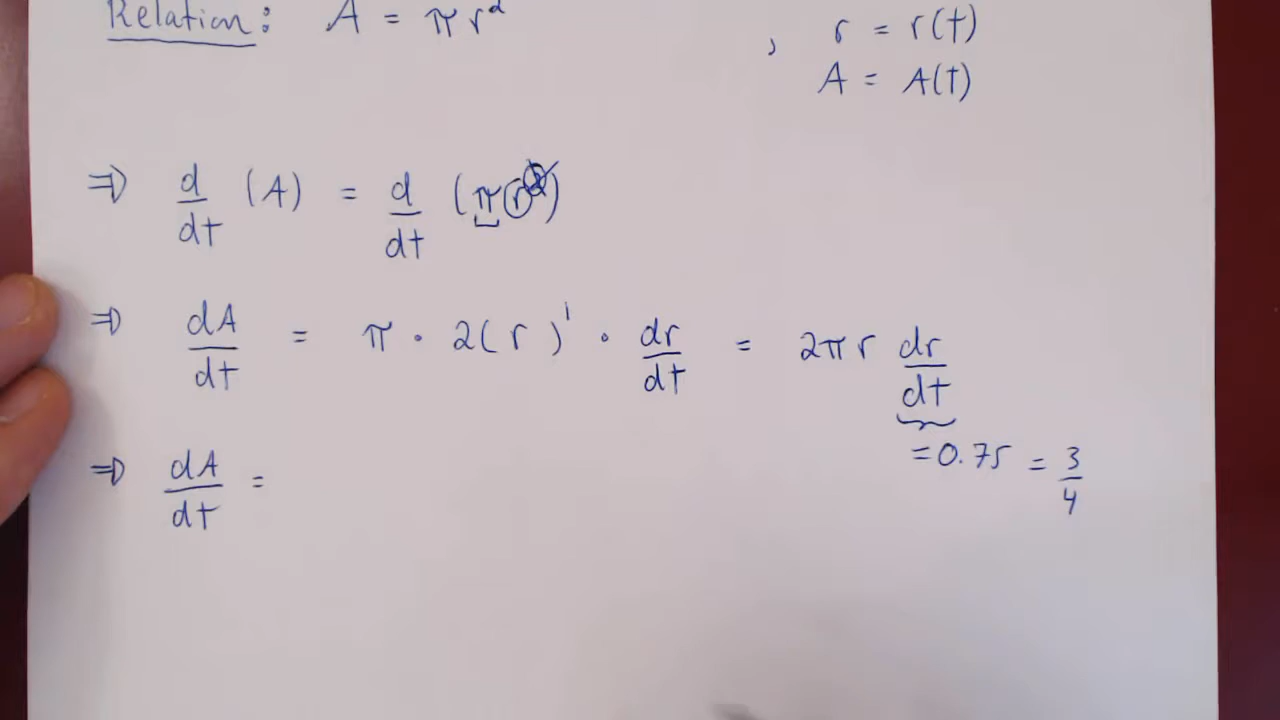 Relation: A = πr² , r = r(t)
A = A(t)
⇒ d/dt (A) = d/dt (πr²)
⇒ dA/dt = π · 2(r)¹ · dr/dt = 2πr dr/dt
= 0.75 = 3/4
⇒ dA/dt =